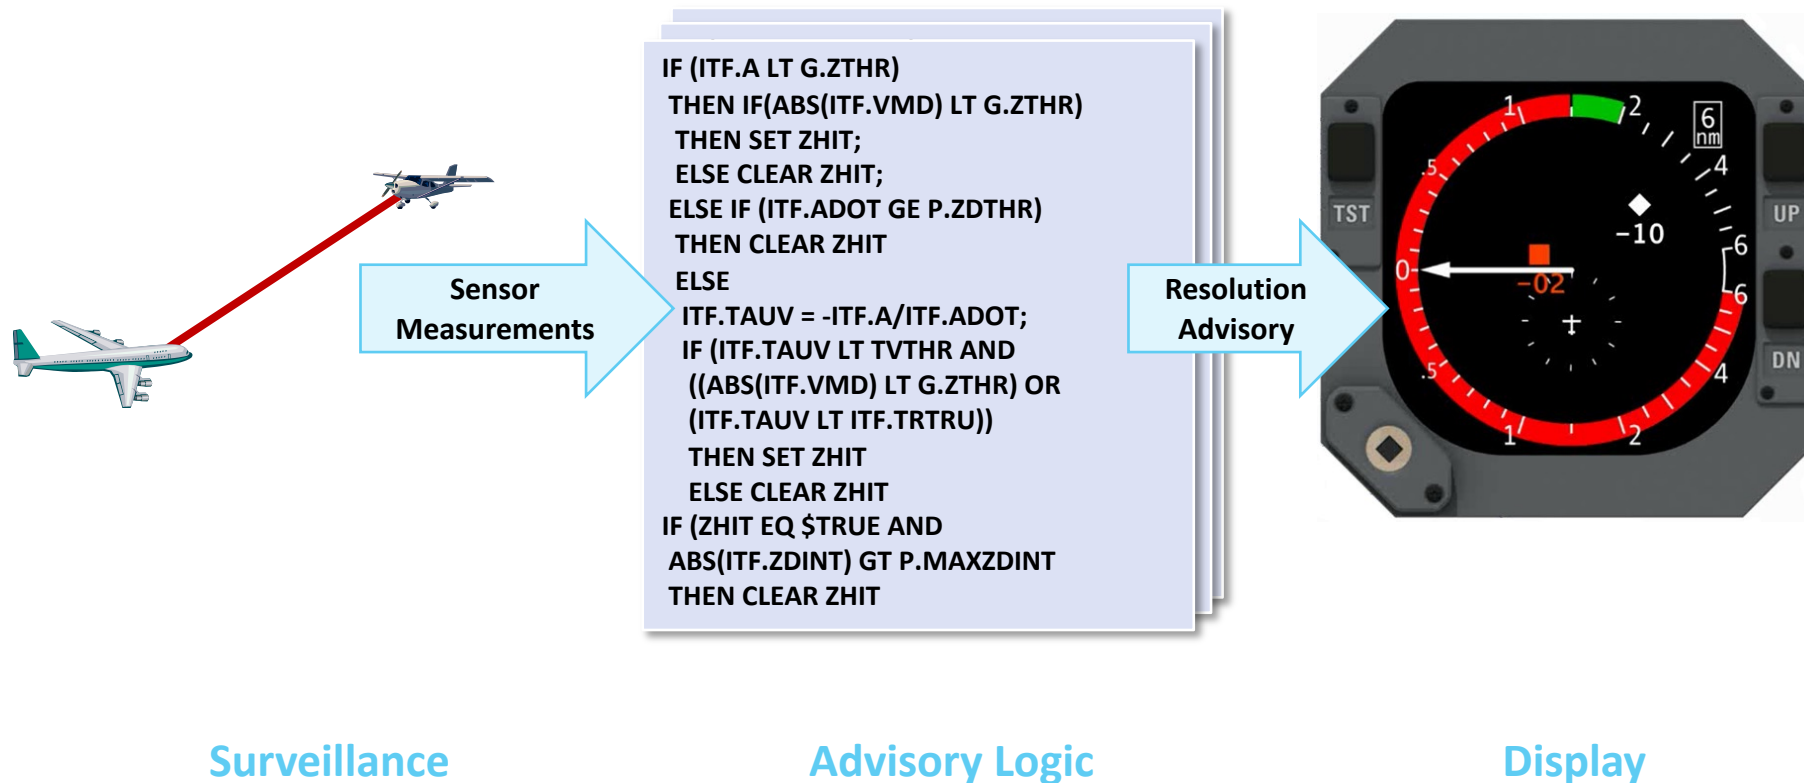 Sensor
Measurements
IF (ITF.A LT G.ZTHR)
THEN IF(ABS(ITF.VMD) LT G.ZTHR)
THEN SET ZHIT;
ELSE CLEAR ZHIT;
ELSE IF (ITF.ADOT GE P.ZDTHR)
THEN CLEAR ZHIT
ELSE
ITF.TAUV = -ITF.A/ITF.ADOT;
IF (ITF.TAUV LT TVTHR AND
((ABS(ITF.VMD) LT G.ZTHR) OR
(ITF.TAUV LT ITF.TRTRU))
THEN SET ZHIT
ELSE CLEAR ZHIT
IF (ZHIT EQ $TRUE AND
ABS(ITF.ZDINT) GT P.MAXZDINT
THEN CLEAR ZHIT
Resolution
Advisory
1 2 6
nm
.5 4
TST UP
-10
6
0 -02
6
DN
.5 4
1 2
Surveillance Advisory Logic Display